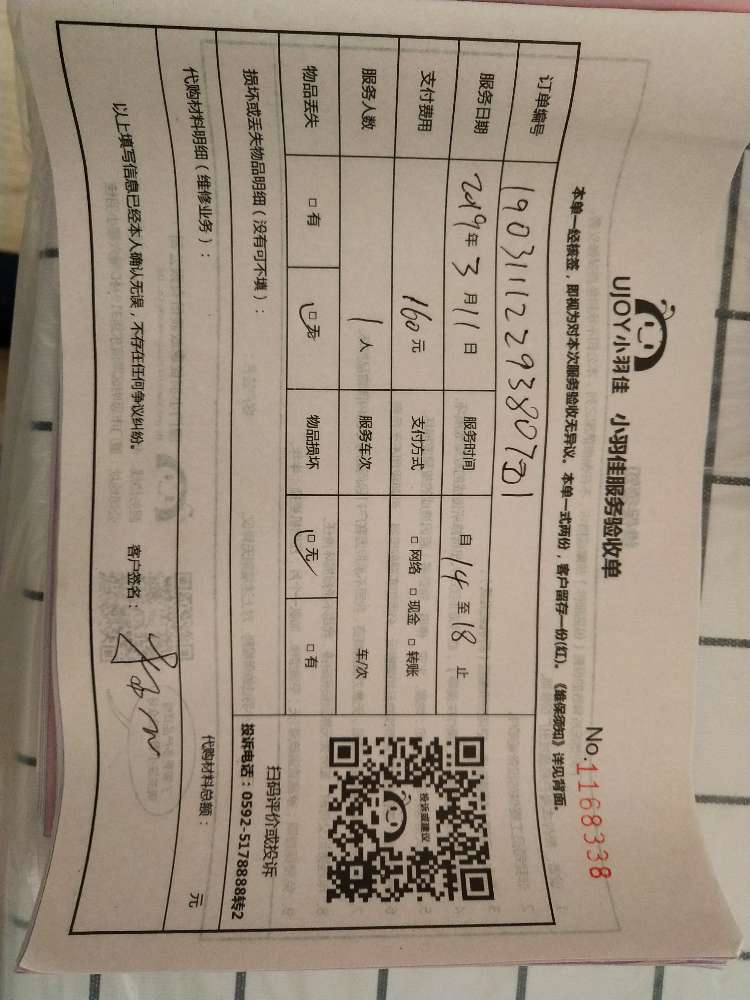 UJOY小羽佳 小羽佳服务验收单 No.1168338
本单一经核签，即视为对本次服务验收无异议。本单一式两份，客户留存一份(红)。《维保须知》详见背面。
订单编号 19031112293807001
服务日期 2019年3月11日 服务时间 自14至18止
支付费用 160元 支付方式 □网络 □现金 □转账
服务人数 1人 服务车次 车/次
物品丢失 □有 □无 物品损坏 □无 □有
损坏或丢失物品明细（没有可不填）：
投诉或建议
扫码评价或投诉
投诉电话：0592-5178888转2
代购材料明细（维修业务）： 代购材料总额： 元
以上填写信息已经本人确认无误，不存在任何争议纠纷。 客户签名：